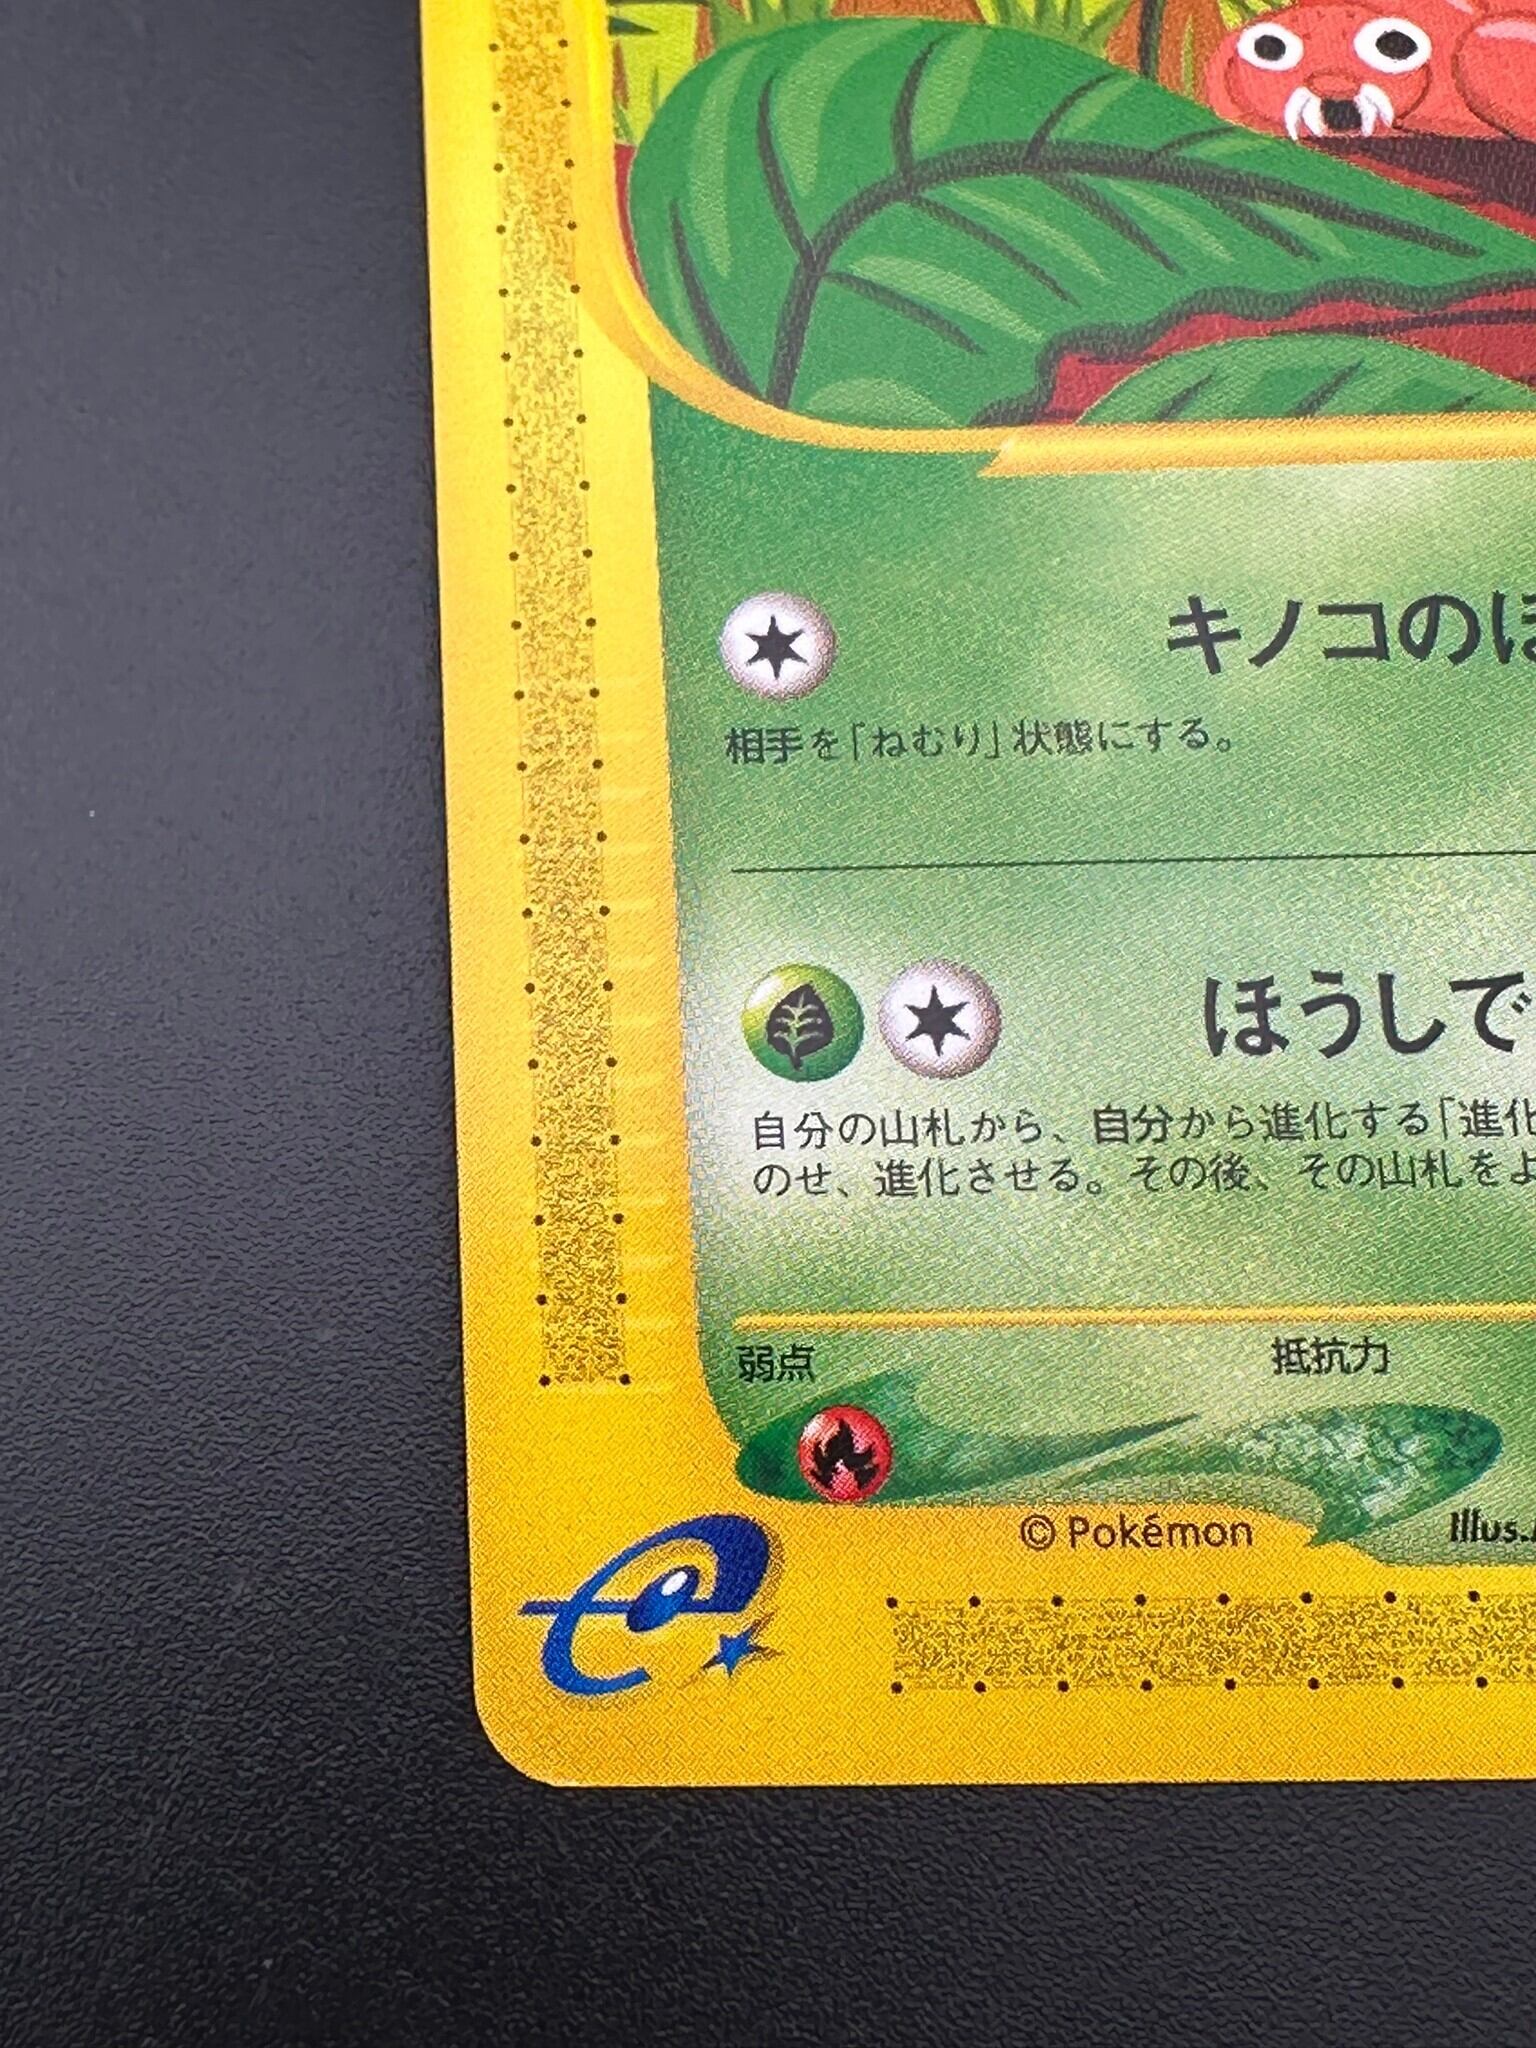 キノコのほ
相手を「ねむり」状態にする。
ほうしで
自分の山札から、自分から進化する「進化
のせ、進化させる。その後、その山札をよ
弱点
抵抗力
© Pokémon
Illus.